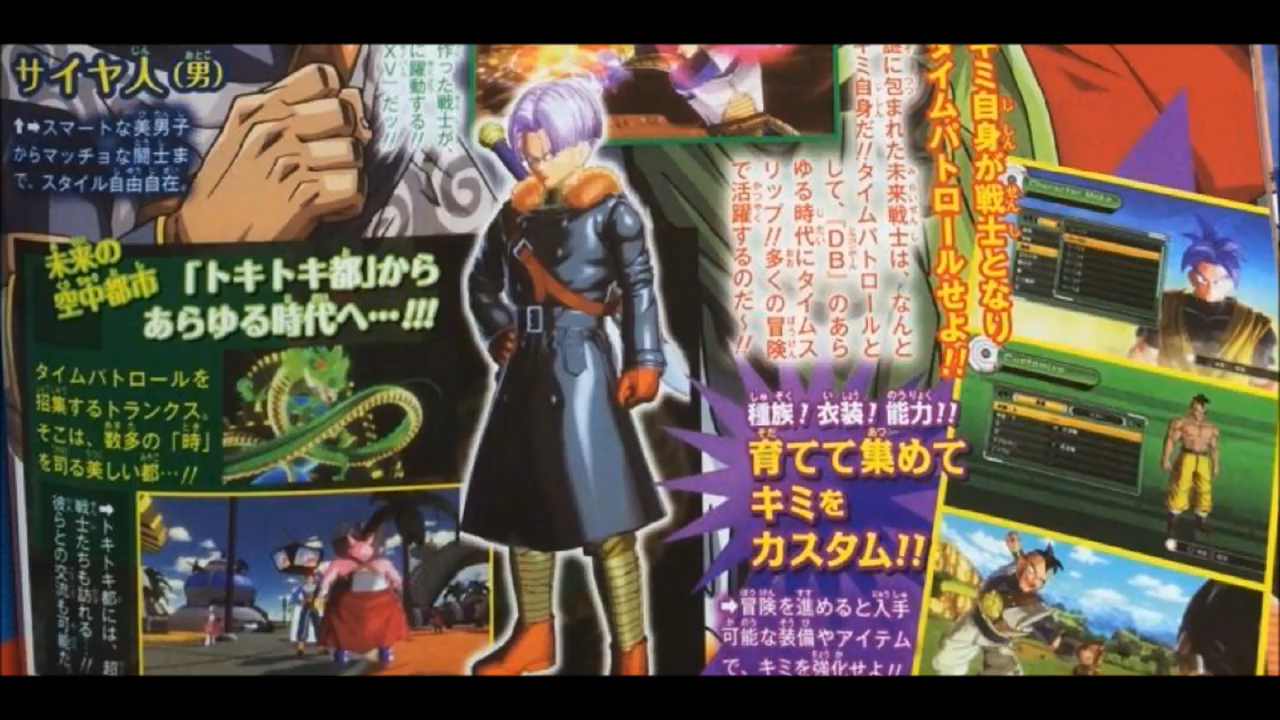 サイヤ人(男)
⬆➡スマートな美男子
からマッチョな闘士ま
で、スタイル自由自在。
作った戦士が、
に躍動する!!
XV」だッ!!
キミ自身が戦士となり
タイムパトロールせよ!!
謎に包まれた未来戦士は、なんと
キミ自身だ!!タイムパトロールと
して、『DB』のあら
ゆる時代にタイムス
リップ!!多くの冒険
で活躍するのだ〜!!
Character Make
Customize
未来の
空中都市
「トキトキ都」から
あらゆる時代へ…!!!
タイムパトロールを
招集するトランクス。
そこは、数多の「時」
を司る美しい都…!!
➡トキトキ都には、超
戦士たちも訪れる…!!
彼らとの交流も可能だ。
種族!衣装!能力!!
育てて集めて
キミを
カスタム!!
➡冒険を進めると入手
可能な装備やアイテム
で、キミを強化せよ!!